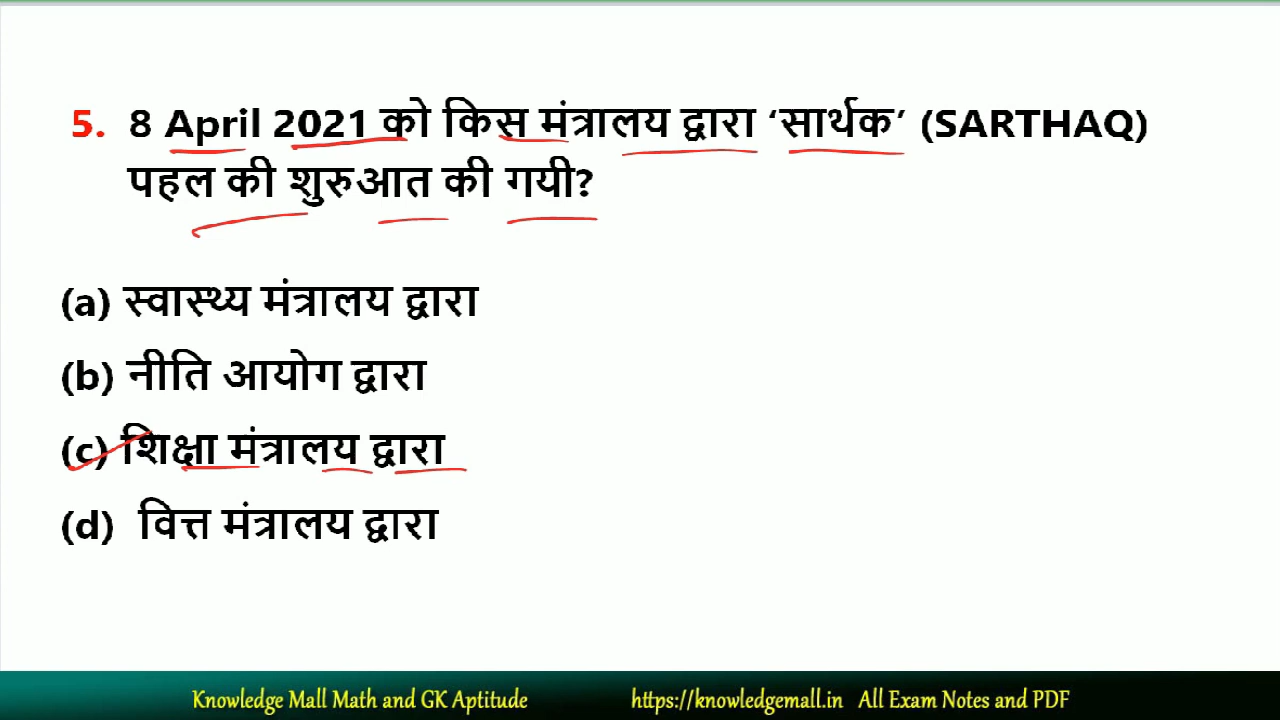 5. 8 April 2021 को किस मंत्रालय द्वारा ‘सार्थक’ (SARTHAQ)
पहल की शुरुआत की गयी?
(a) स्वास्थ्य मंत्रालय द्वारा
(b) नीति आयोग द्वारा
(c) शिक्षा मंत्रालय द्वारा
(d) वित्त मंत्रालय द्वारा
Knowledge Mall Math and GK Aptitude https://knowledgemall.in All Exam Notes and PDF